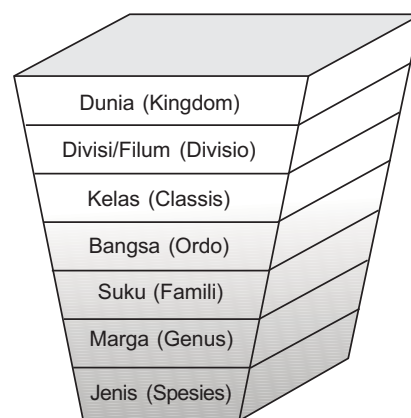 Dunia (Kingdom)
Divisi/Filum (Divisio)
Kelas (Classis)
Bangsa (Ordo)
Suku (Famili)
Marga (Genus)
Jenis (Spesies)